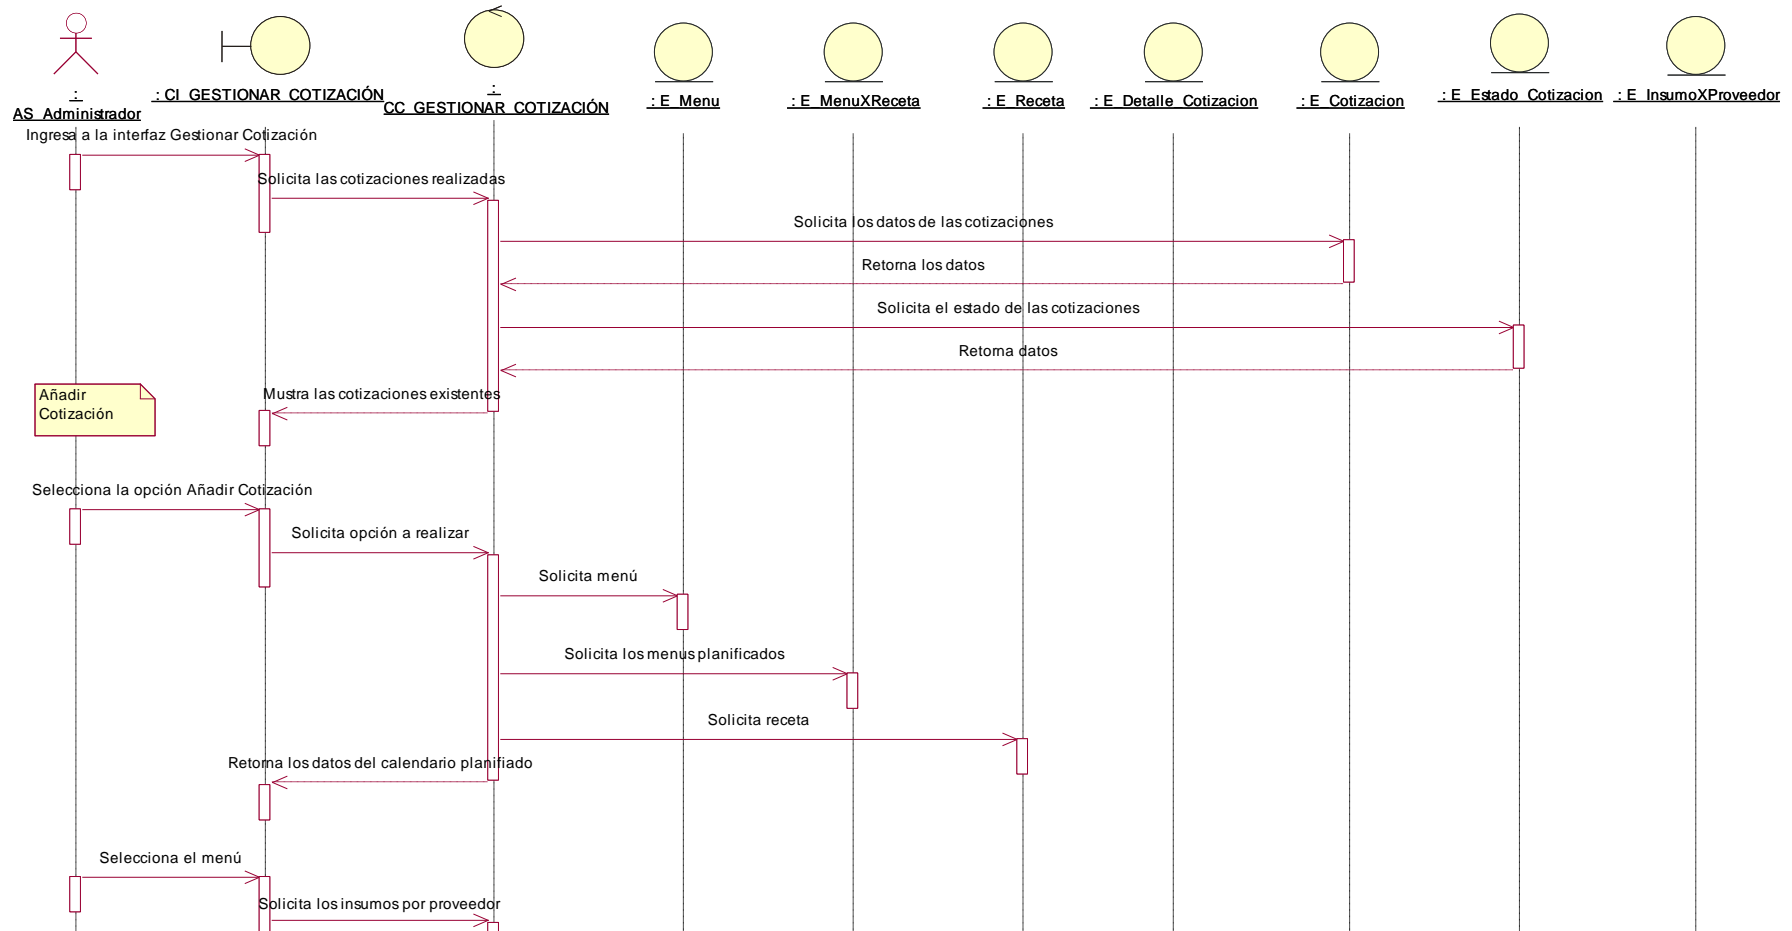 :
AS_Administrador
: CI_GESTIONAR_COTIZACIÓN
:
CC_GESTIONAR_COTIZACIÓN
: E_Menu
: E_MenuXReceta
: E_Receta
: E_Detalle_Cotizacion
: E_Cotizacion
: E_Estado_Cotizacion
: E_InsumoXProveedor
Ingresa a la interfaz Gestionar Cotización
Solicita las cotizaciones realizadas
Solicita los datos de las cotizaciones
Retorna los datos
Solicita el estado de las cotizaciones
Retorna datos
Mustra las cotizaciones existentes
Añadir
Cotización
Selecciona la opción Añadir Cotización
Solicita opción a realizar
Solicita menú
Solicita los menus planificados
Solicita receta
Retorna los datos del calendario planifiado
Selecciona el menú
Solicita los insumos por proveedor